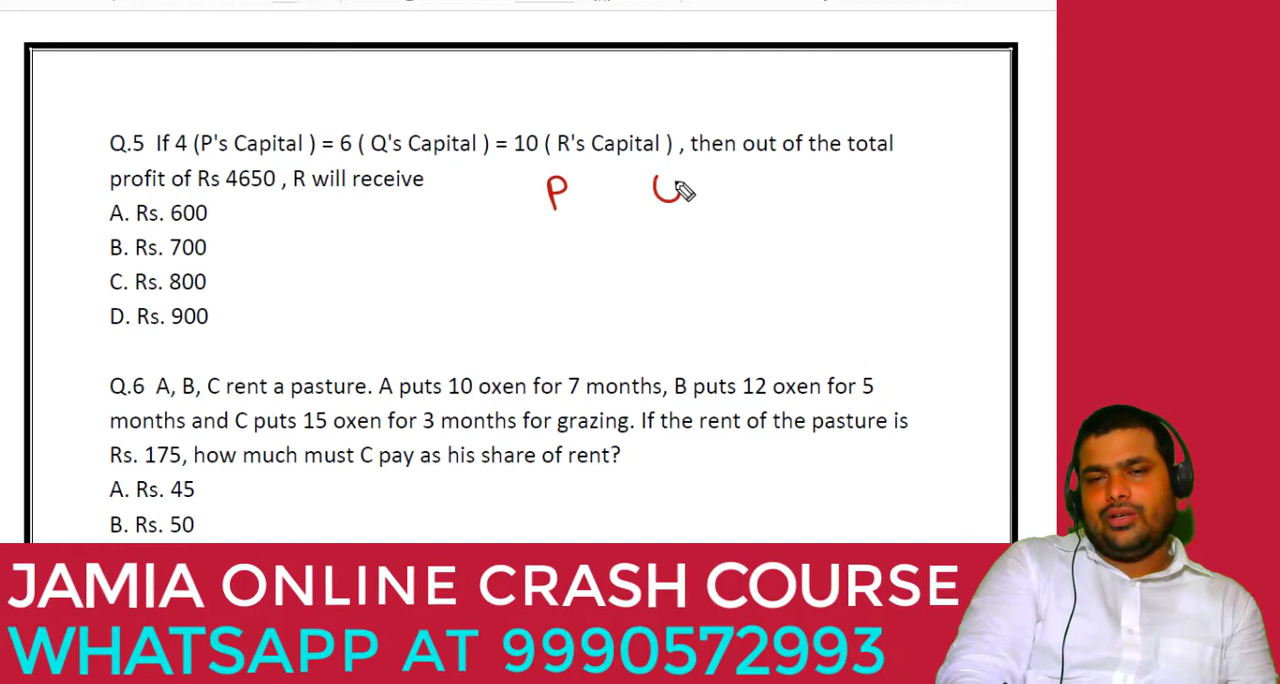 Q.5 If 4 (P's Capital ) = 6 ( Q's Capital ) = 10 ( R's Capital ) , then out of the total
profit of Rs 4650 , R will receive
P
A. Rs. 600
B. Rs. 700
C. Rs. 800
D. Rs. 900
Q.6 A, B, C rent a pasture. A puts 10 oxen for 7 months, B puts 12 oxen for 5
months and C puts 15 oxen for 3 months for grazing. If the rent of the pasture is
Rs. 175, how much must C pay as his share of rent?
A. Rs. 45
B. Rs. 50
JAMIA ONLINE CRASH COURSE
WHATSAPP AT 9990572993